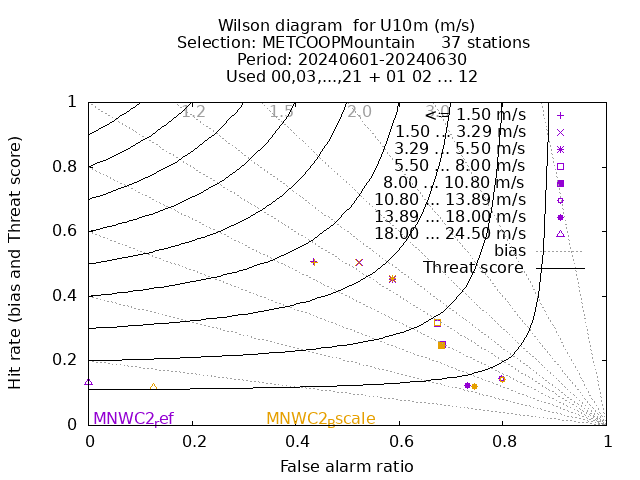 Wilson diagram  for U10m (m/s)
Selection: METCOOPMountain     37 stations
Period: 20240601-20240630
Used 00,03,...,21 + 01 02 ... 12
1.2 1.5 2.0 3.0
<= 1.50 m/s
1.50 ... 3.29 m/s
3.29 ... 5.50 m/s
5.50 ... 8.00 m/s
8.00 ... 10.80 m/s
10.80 ... 13.89 m/s
13.89 ... 18.00 m/s
18.00 ... 24.50 m/s
bias
Threat score
Hit rate (bias and Threat score)
1
0.8
0.6
0.4
0.2
0
MNWC2ref MNWC2Bscale
0 0.2 0.4 0.6 0.8 1
False alarm ratio